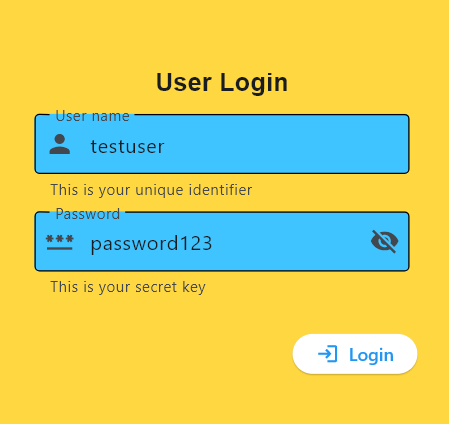 User Login
User name
testuser
This is your unique identifier
Password
password123
This is your secret key
Login